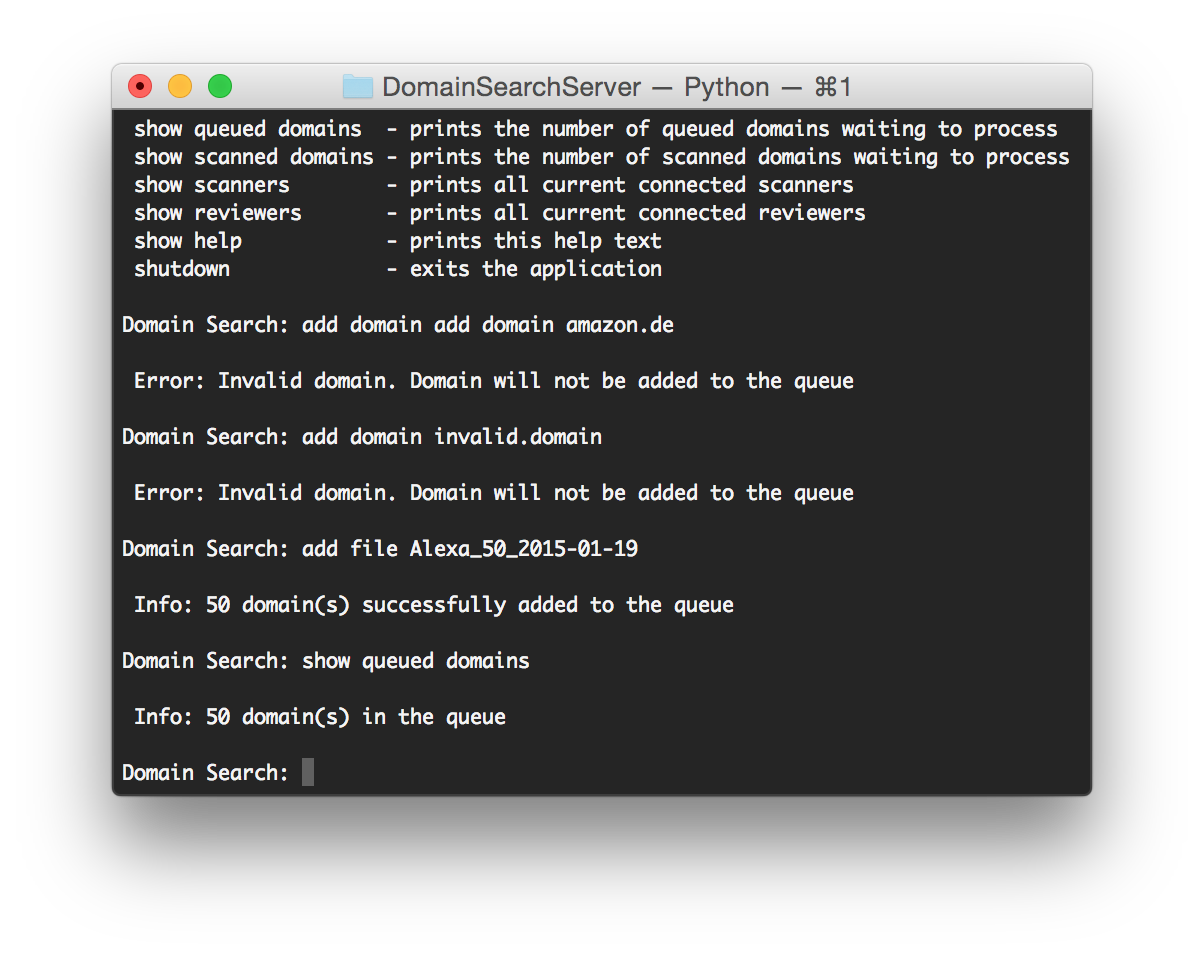 DomainSearchServer — Python — ⌘1
show queued domains  - prints the number of queued domains waiting to process
show scanned domains - prints the number of scanned domains waiting to process
show scanners        - prints all current connected scanners
show reviewers       - prints all current connected reviewers
show help            - prints this help text
shutdown             - exits the application
Domain Search: add domain add domain amazon.de
Error: Invalid domain. Domain will not be added to the queue
Domain Search: add domain invalid.domain
Error: Invalid domain. Domain will not be added to the queue
Domain Search: add file Alexa_50_2015-01-19
Info: 50 domain(s) successfully added to the queue
Domain Search: show queued domains
Info: 50 domain(s) in the queue
Domain Search: